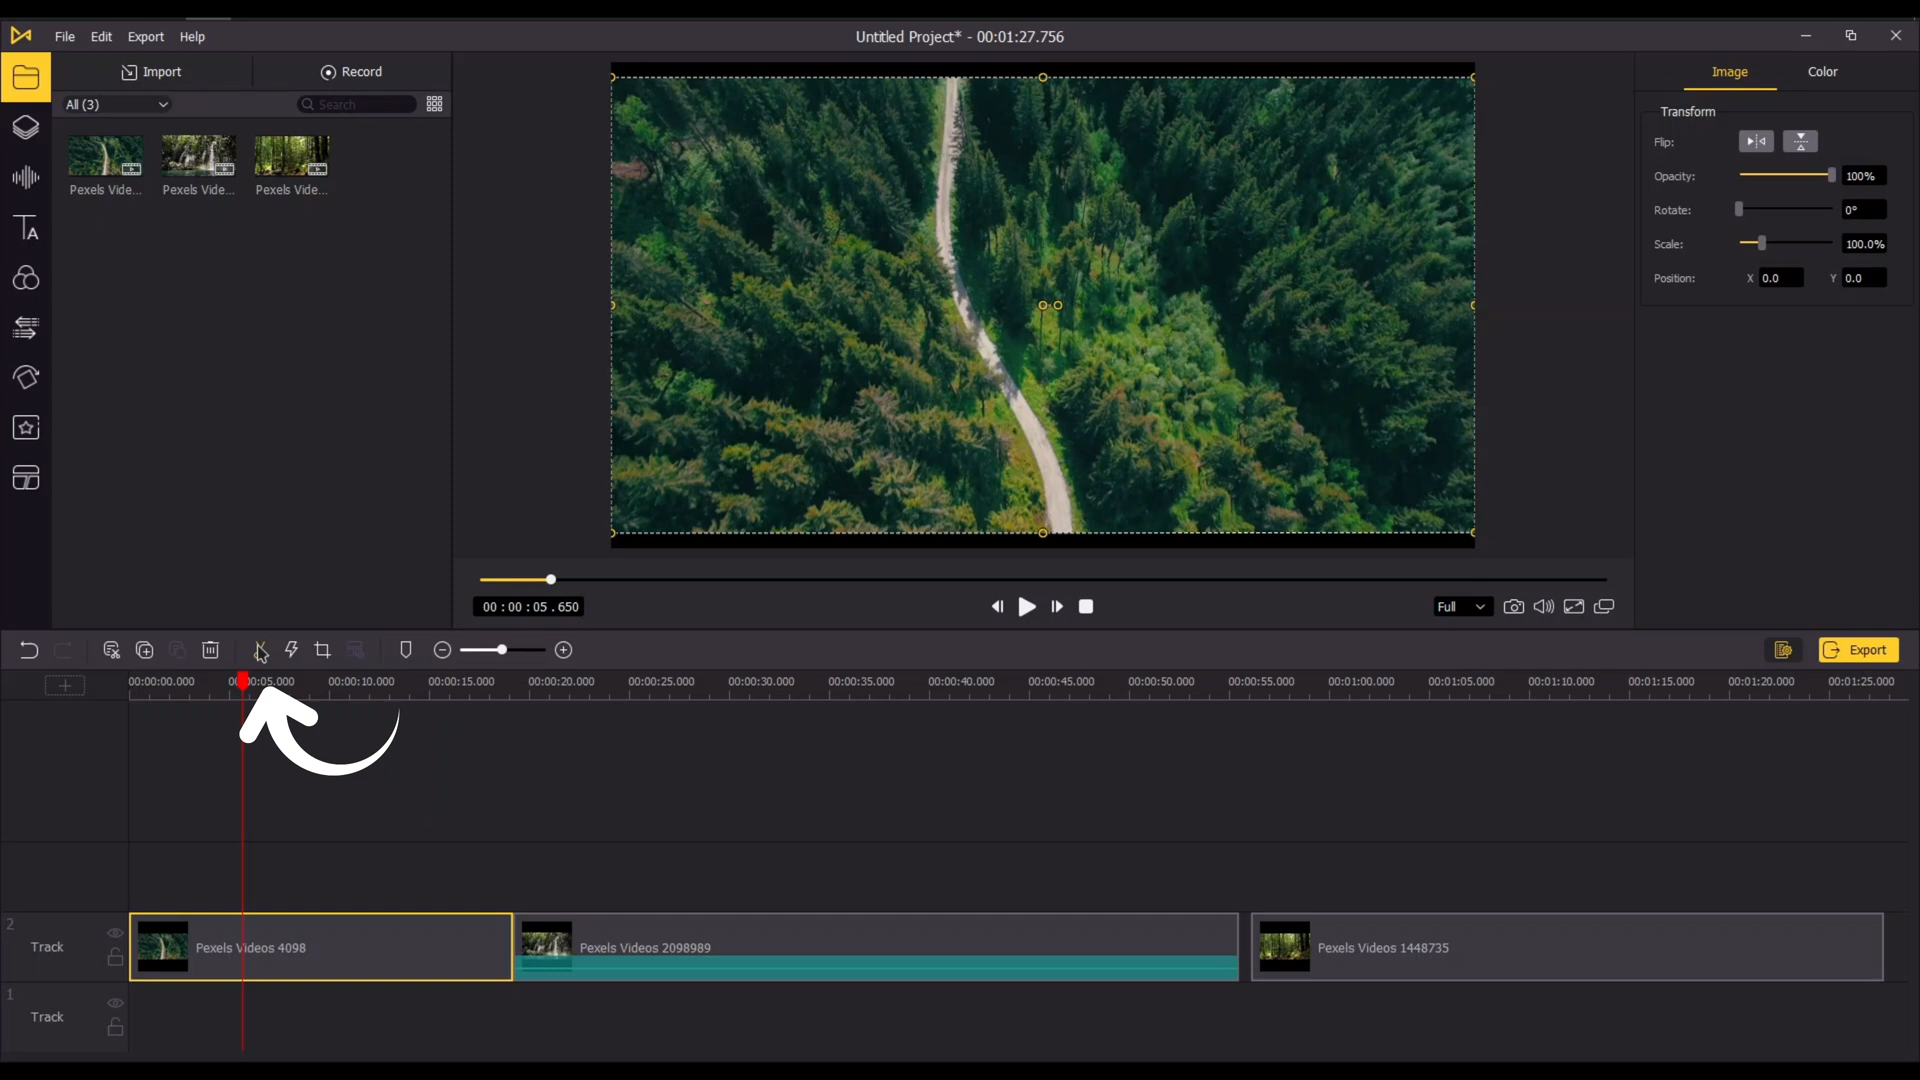 File Edit Export Help
Untitled Project* - 00:01:27.756
Import
Record
All (3)
Search
Pexels Vide... Pexels Vide... Pexels Vide...
Image Color
Transform
Flip:
Opacity: 100%
Rotate: 0°
Scale: 100.0%
Position: X 0.0 Y 0.0
00:00:05.650
Full
Export
00:00:00.000 00:00:05.000 00:00:10.000 00:00:15.000 00:00:20.000 00:00:25.000 00:00:30.000 00:00:35.000 00:00:40.000 00:00:45.000 00:00:50.000 00:00:55.000 00:01:00.000 00:01:05.000 00:01:10.000 00:01:15.000 00:01:20.000 00:01:25.000
2
Track
Pexels Videos 4098
Pexels Videos 2098989
Pexels Videos 1448735
1
Track